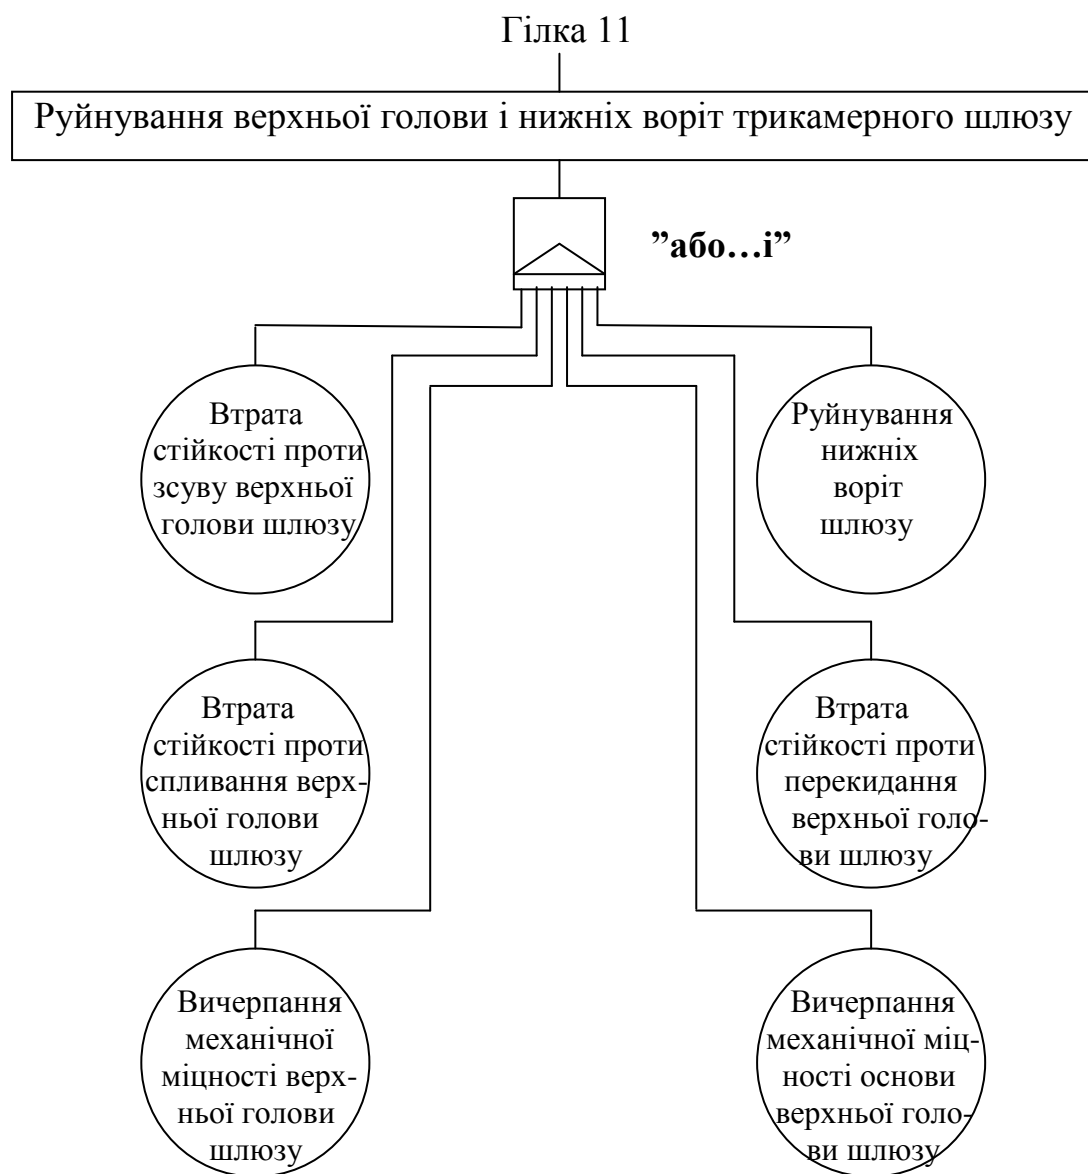 Гілка 11
Руйнування верхньої голови і нижніх воріт трикамерного шлюзу
”або…і”
Втрата
стійкості проти
зсуву верхньої
голови шлюзу
Руйнування
нижніх
воріт
шлюзу
Втрата
стійкості проти
спливання верх-
ньої голови
шлюзу
Втрата
стійкості проти
перекидання
верхньої голо-
ви шлюзу
Вичерпання
механічної
міцності верх-
ньої голови
шлюзу
Вичерпання
механічної міц-
ності основи
верхньої голо-
ви шлюзу